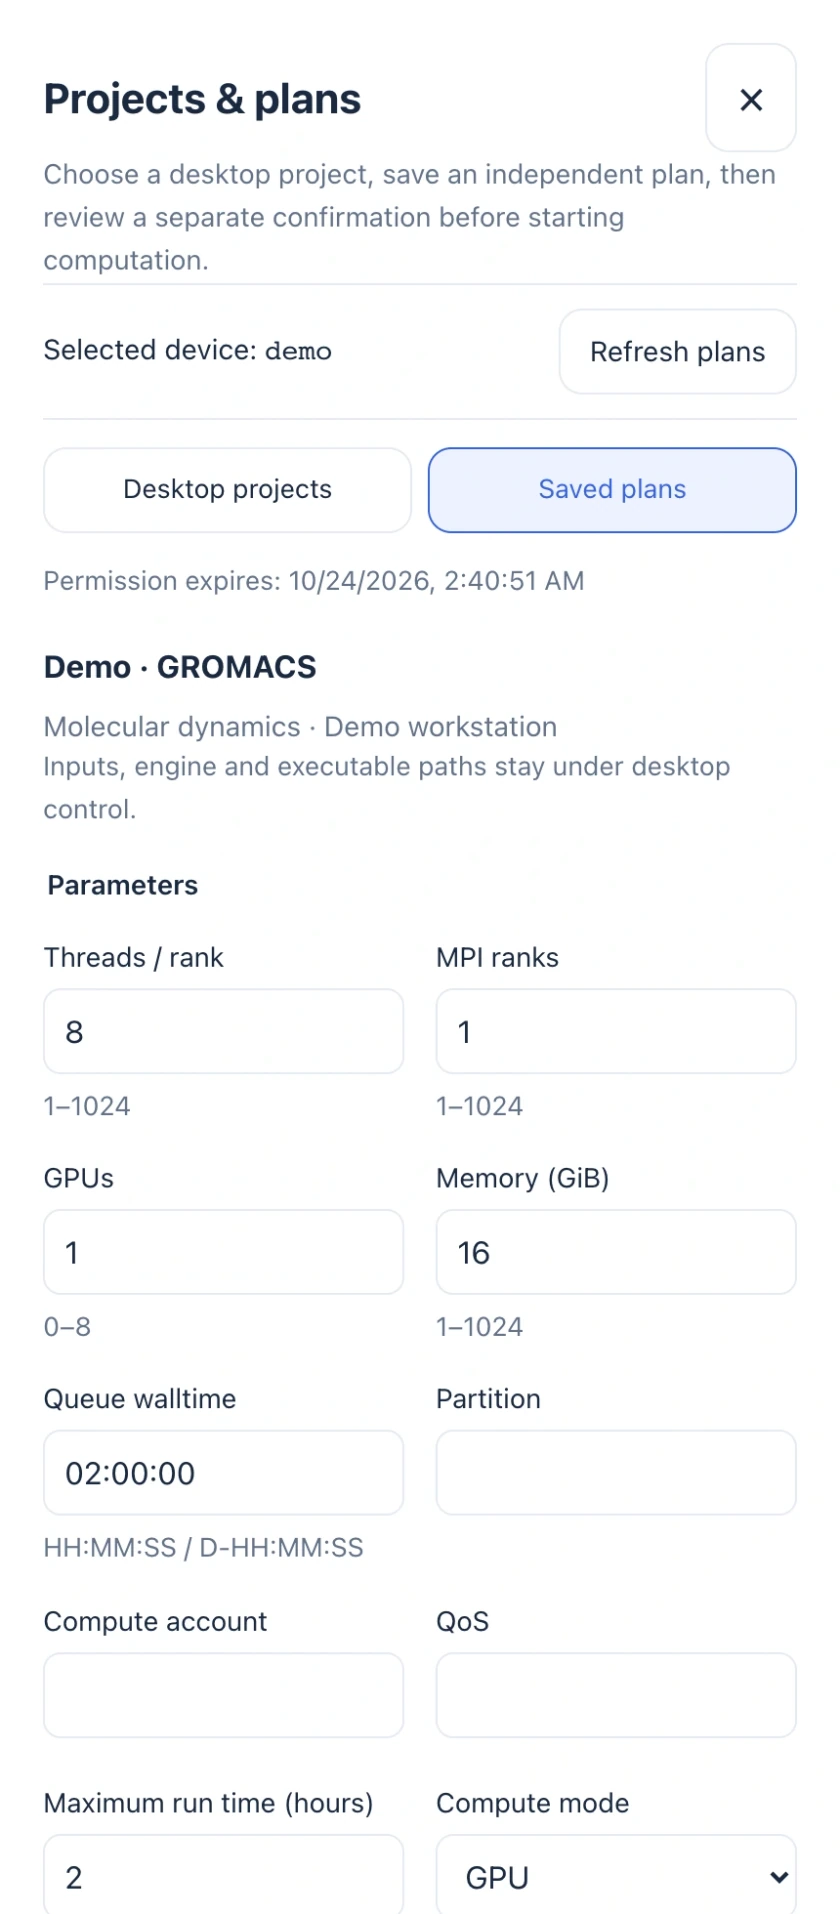 Projects & plans
Choose a desktop project, save an independent plan, then
review a separate confirmation before starting
computation.
Selected device: demo
Refresh plans
Desktop projects
Saved plans
Permission expires: 10/24/2026, 2:40:51 AM
Demo · GROMACS
Molecular dynamics · Demo workstation
Inputs, engine and executable paths stay under desktop
control.
Parameters
Threads / rank
MPI ranks
8
1
1–1024
1–1024
GPUs
Memory (GiB)
1
16
0–8
1–1024
Queue walltime
Partition
02:00:00
HH:MM:SS / D-HH:MM:SS
Compute account
QoS
Maximum run time (hours)
Compute mode
2
GPU